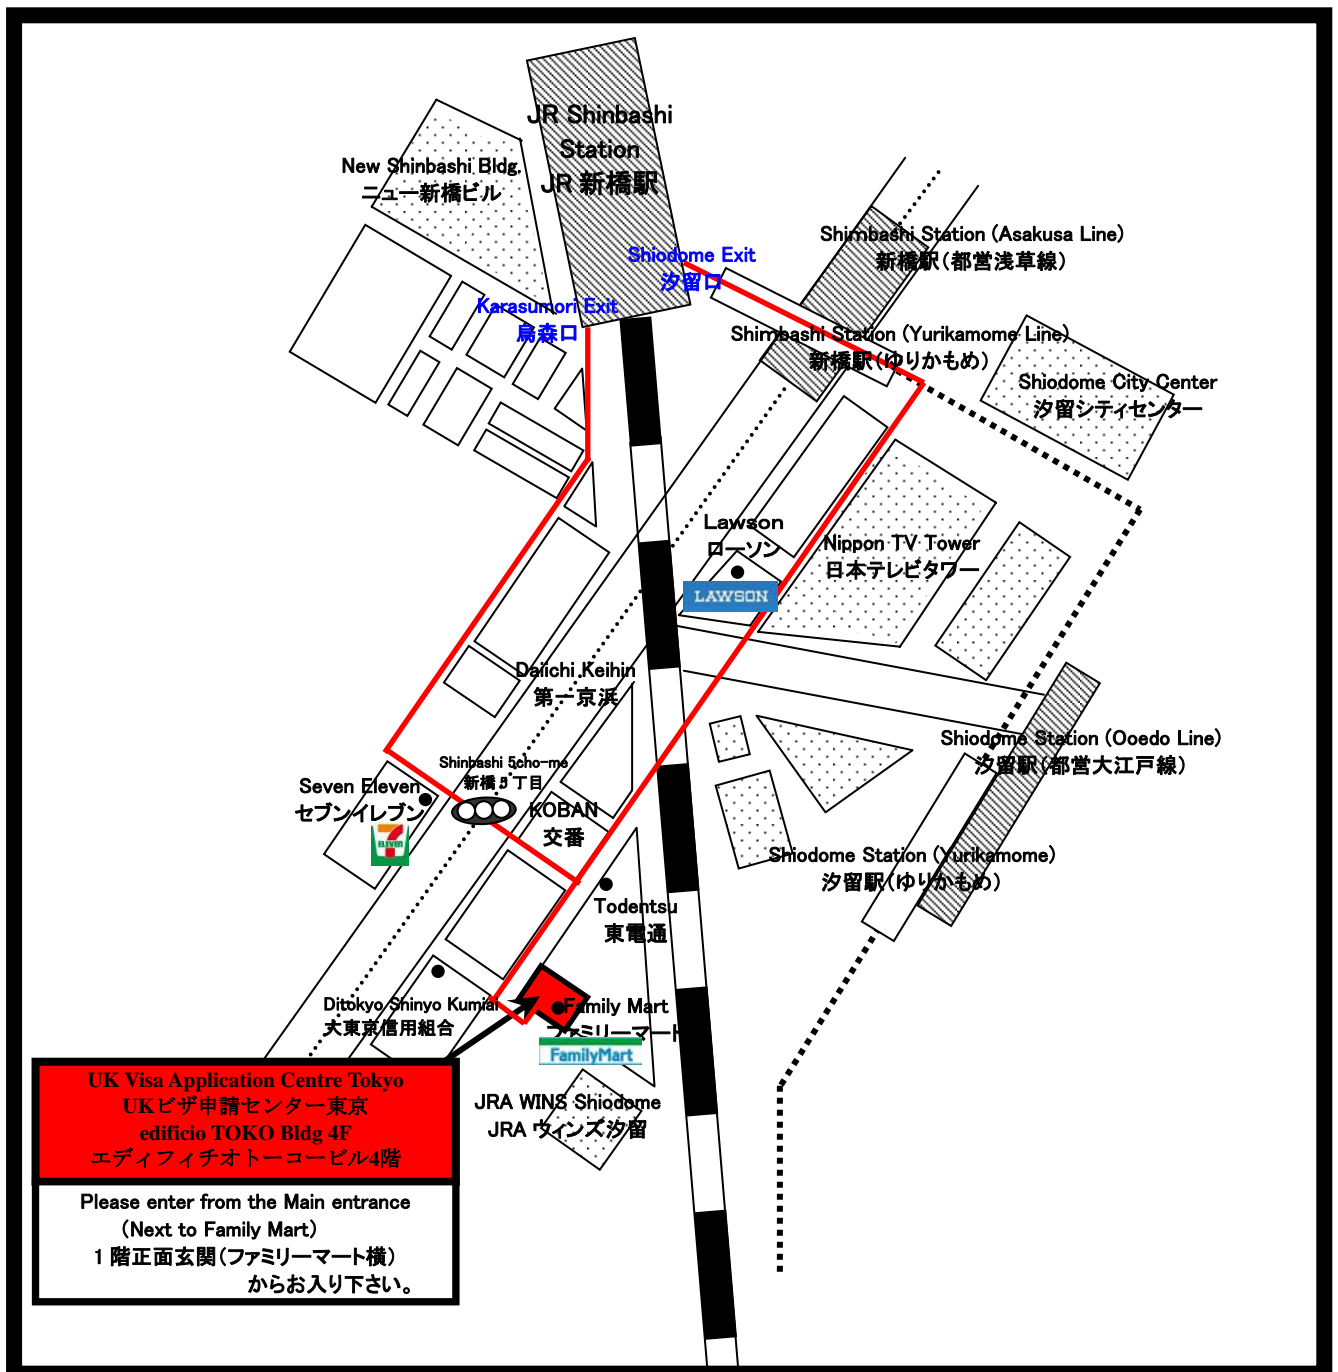 JR Shinbashi
Station
JR 新橋駅
New Shinbashi Bldg.
ニュー新橋ビル
Shimbashi Station (Asakusa Line)
新橋駅(都営浅草線)
Shiodome Exit
汐留口
Karasumori Exit
烏森口
Shimbashi Station (Yurikamome Line)
新橋駅(ゆりかもめ)
Shiodome City Center
汐留シティセンター
Lawson
ローソン
LAWSON
Nippon TV Tower
日本テレビタワー
Daiichi Keihin
第一京浜
Shinbashi 5cho-me
新橋5丁目
Seven Eleven
セブンイレブン
7
ELEVEN
KOBAN
交番
Shiodome Station (Ooedo Line)
汐留駅(都営大江戸線)
Shiodome Station (Yurikamome)
汐留駅(ゆりかもめ)
Todentsu
東電通
Ditokyo Shinyo Kumiai
大東京信用組合
Family Mart
ファミリーマート
FamilyMart
JRA WINS Shiodome
JRA ウィンズ汐留
UK Visa Application Centre Tokyo
UKビザ申請センター東京
edificio TOKO Bldg 4F
エディフィチオトーコービル4階
Please enter from the Main entrance
(Next to Family Mart)
1 階正面玄関(ファミリーマート横)
からお入り下さい。